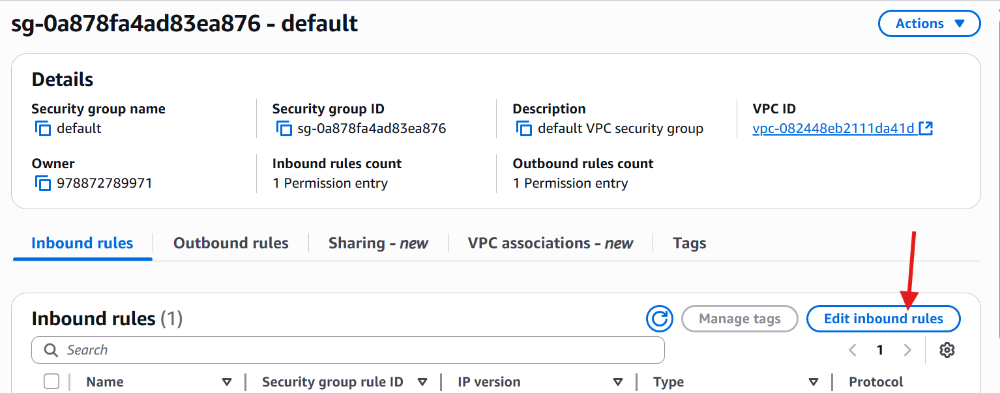 sg-0a878fa4ad83ea876 - default
Actions
Details
Security group name
default
Security group ID
sg-0a878fa4ad83ea876
Description
default VPC security group
VPC ID
vpc-082448eb2111da41d
Owner
978872789971
Inbound rules count
1 Permission entry
Outbound rules count
1 Permission entry
Inbound rules
Outbound rules
Sharing - new
VPC associations - new
Tags
Inbound rules (1)
Manage tags
Edit inbound rules
Search
1
Name
Security group rule ID
IP version
Type
Protocol